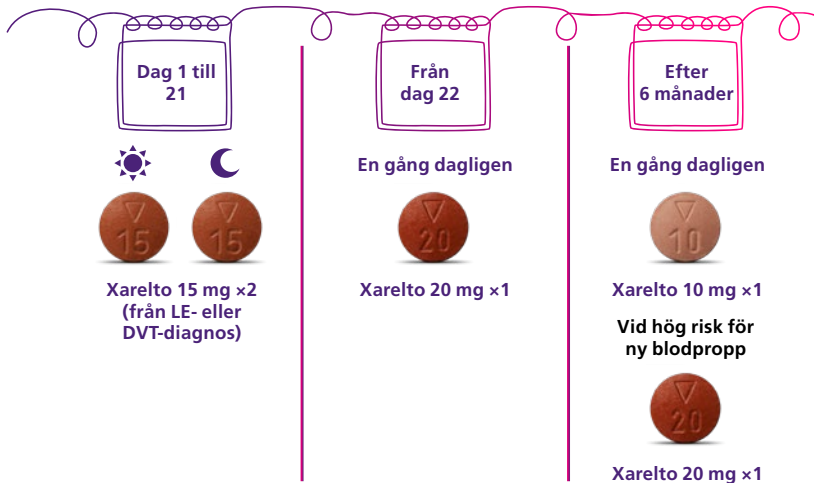 Dag 1 till
21
15
15
Xarelto 15 mg ×2
(från LE- eller
DVT-diagnos)
Från
dag 22
En gång dagligen
20
Xarelto 20 mg ×1
Efter
6 månader
En gång dagligen
10
Xarelto 10 mg ×1
Vid hög risk för
ny blodpropp
20
Xarelto 20 mg ×1